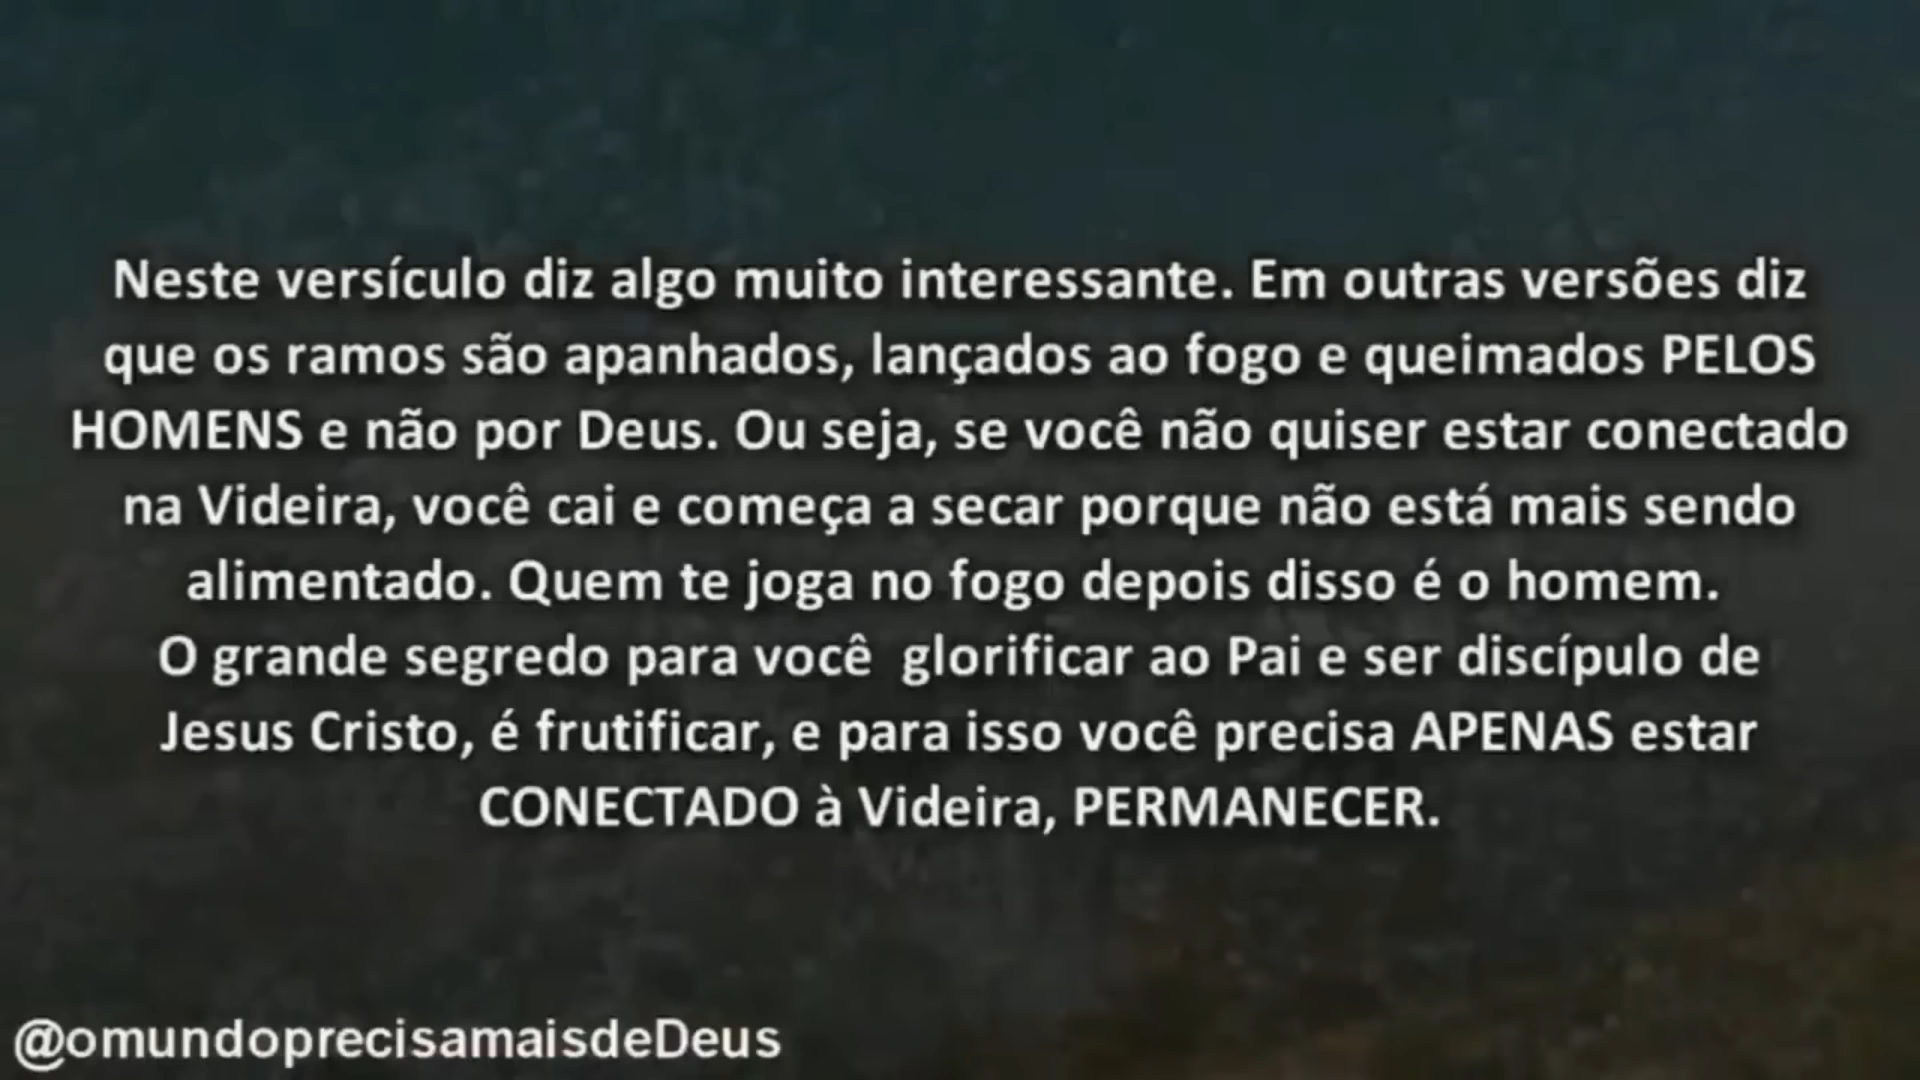 Neste versículo diz algo muito interessante. Em outras versões diz
que os ramos são apanhados, lançados ao fogo e queimados PELOS
HOMENS e não por Deus. Ou seja, se você não quiser estar conectado
na Videira, você cai e começa a secar porque não está mais sendo
alimentado. Quem te joga no fogo depois disso é o homem.
O grande segredo para você  glorificar ao Pai e ser discípulo de
Jesus Cristo, é frutificar, e para isso você precisa APENAS estar
CONECTADO à Videira, PERMANECER.
@omundoprecisamaisdeDeus